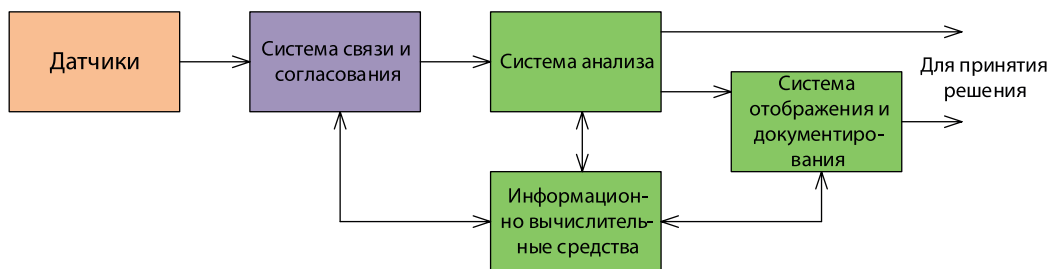 Датчики
Система связи и
согласования
Система анализа
Система
отображения и
документиро-
вания
Для принятия
решения
Информацион-
но вычислитель-
ные средства